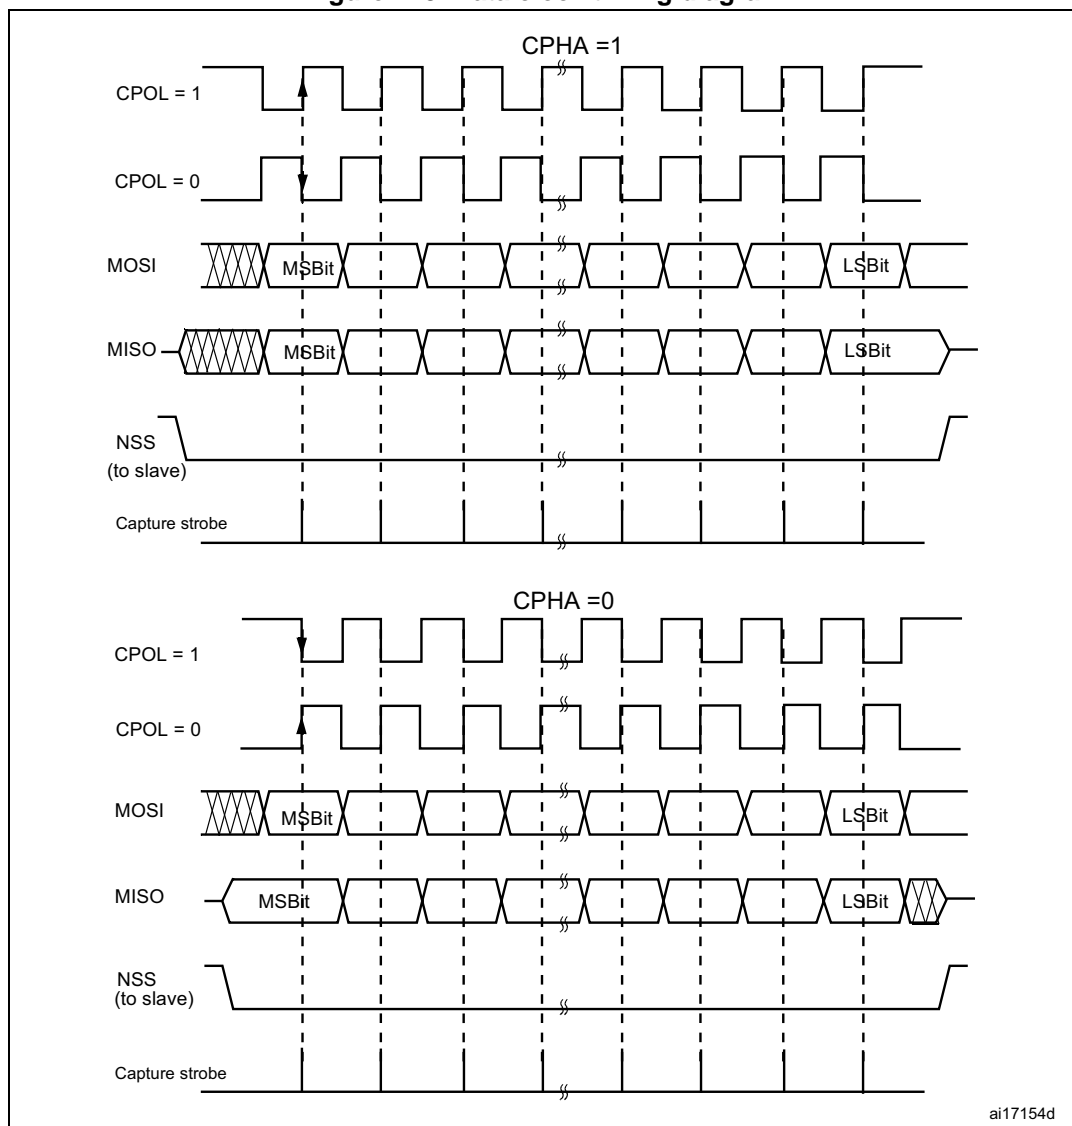 CPHA =1
CPOL = 1
CPOL = 0
MOSI
MSBit
LSBit
MISO
MSBit
LSBit
NSS
(to slave)
Capture strobe
CPHA =0
CPOL = 1
CPOL = 0
MOSI
MSBit
LSBit
MISO
MSBit
LSBit
NSS
(to slave)
Capture strobe
ai17154d